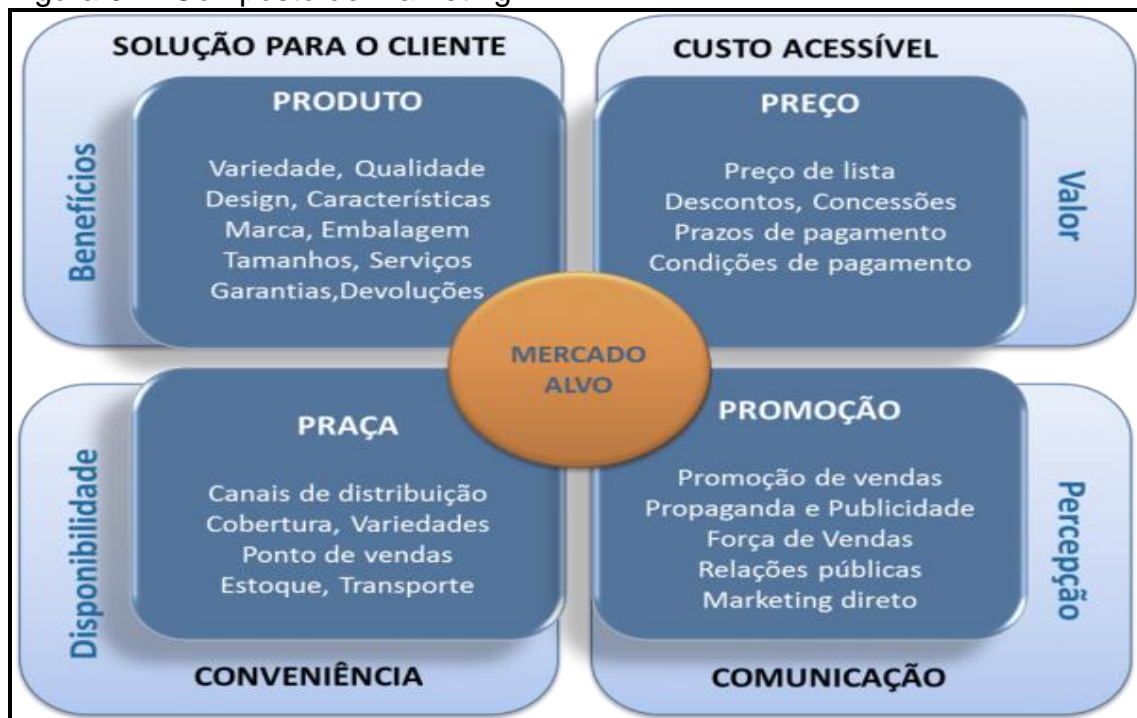 SOLUÇÃO PARA O CLIENTE
Benefícios
PRODUTO
Variedade, Qualidade
Design, Características
Marca, Embalagem
Tamanhos, Serviços
Garantias,Devoluções
CUSTO ACESSÍVEL
PREÇO
Preço de lista
Descontos, Concessões
Prazos de pagamento
Condições de pagamento
Valor
MERCADO
ALVO
Disponibilidade
PRAÇA
Canais de distribuição
Cobertura, Variedades
Ponto de vendas
Estoque, Transporte
CONVENIÊNCIA
PROMOÇÃO
Promoção de vendas
Propaganda e Publicidade
Força de Vendas
Relações públicas
Marketing direto
Percepção
COMUNICAÇÃO